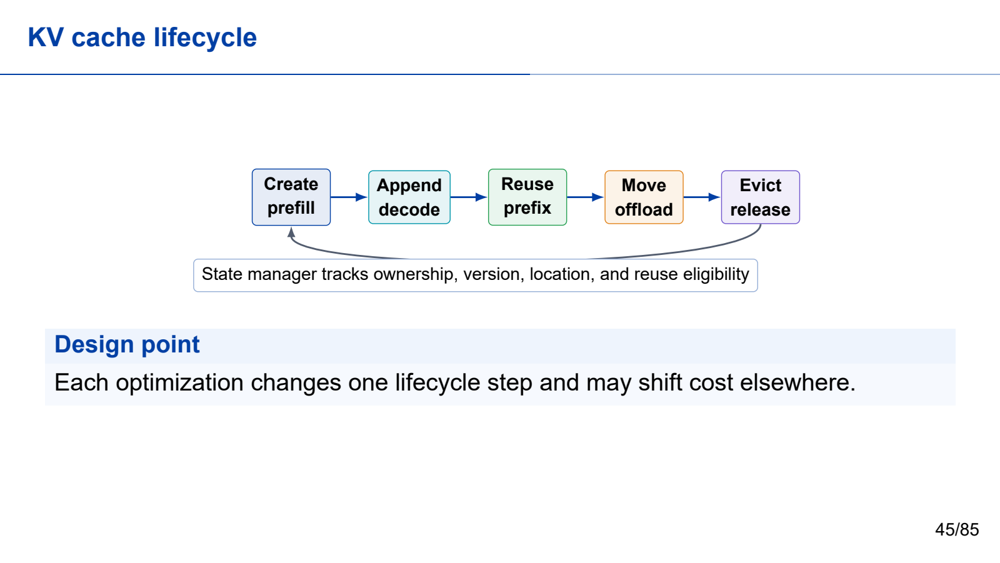 KV cache lifecycle
Create
prefill
Append
decode
Reuse
prefix
Move
offload
Evict
release
State manager tracks ownership, version, location, and reuse eligibility
Design point
Each optimization changes one lifecycle step and may shift cost elsewhere.
45/85